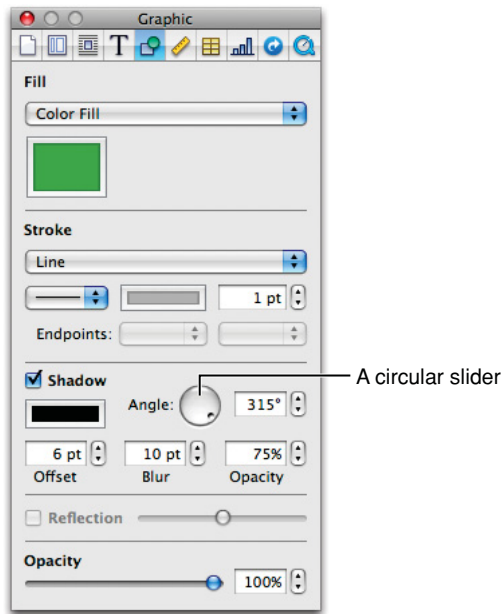 Graphic
T
Fill
Color Fill
Stroke
Line
1 pt
Endpoints:
Shadow
Angle: 315°
A circular slider
6 pt 10 pt 75%
Offset Blur Opacity
Reflection
Opacity
100%